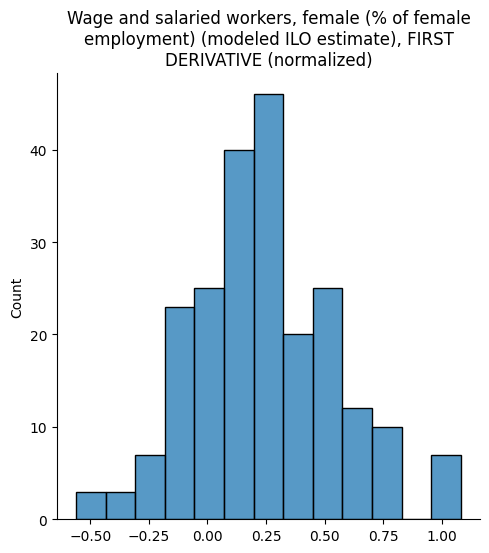 Wage and salaried workers, female (% of female
employment) (modeled ILO estimate), FIRST
DERIVATIVE (normalized)
Count
40
30
20
10
0
−0.50 −0.25 0.00 0.25 0.50 0.75 1.00